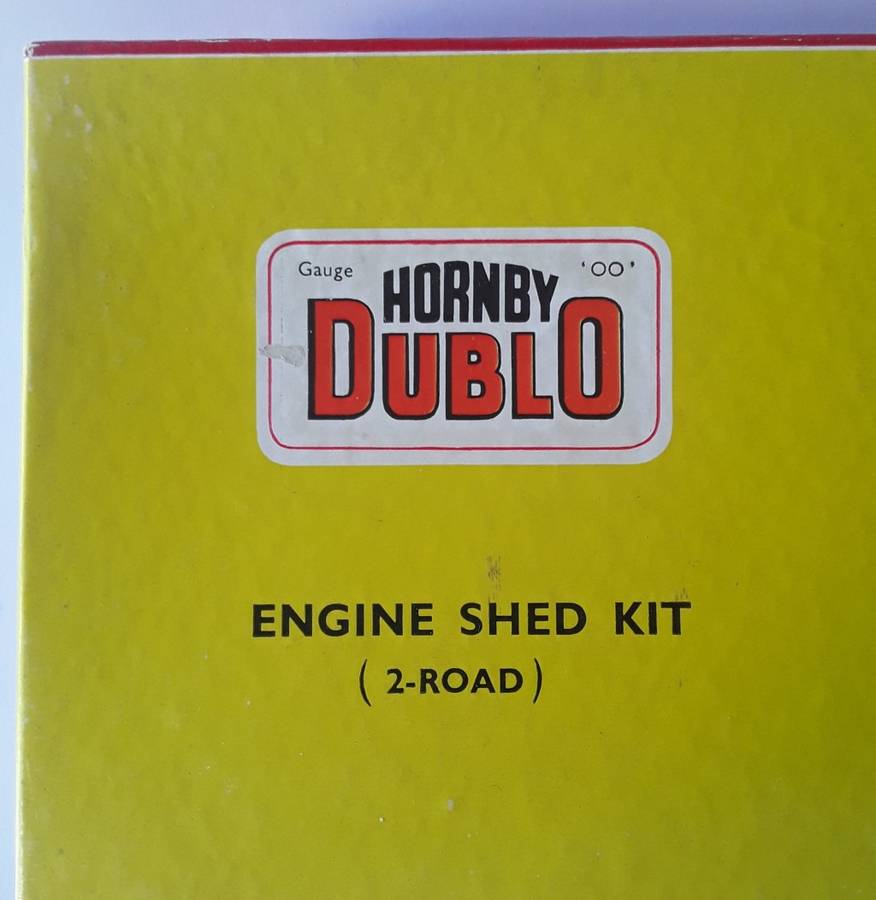 Gauge HORNBY ‘OO’
DUBLO
ENGINE SHED KIT
( 2-ROAD )